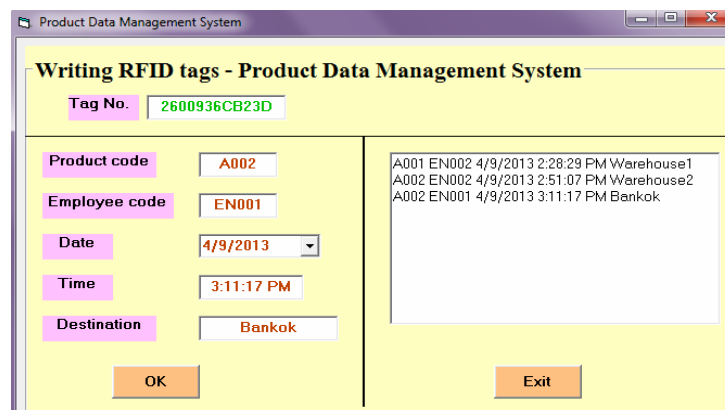 Product Data Management System
Writing RFID tags - Product Data Management System
Tag No. 2600936CB23D
Product code A002
Employee code EN001
Date 4/9/2013
Time 3:11:17 PM
Destination Bankok
OK
A001 EN002 4/9/2013 2:28:29 PM Warehouse1
A002 EN002 4/9/2013 2:51:07 PM Warehouse2
A002 EN001 4/9/2013 3:11:17 PM Bankok
Exit